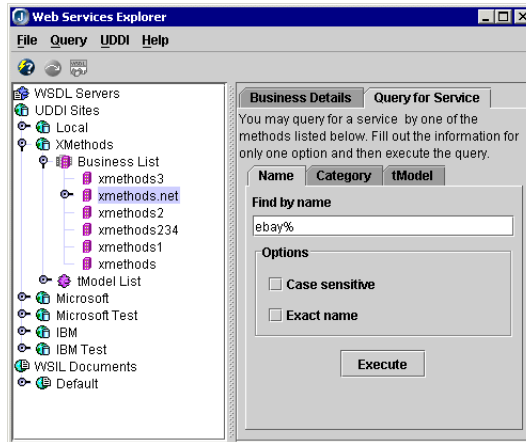 Web Services Explorer
File Query UDDI Help
WSDL Servers
UDDI Sites
Local
XMethods
Business List
xmethods3
xmethods.net
xmethods2
xmethods234
xmethods1
xmethods
tModel List
Microsoft
Microsoft Test
IBM
IBM Test
WSIL Documents
Default
Business Details Query for Service
You may query for a service by one of the
methods listed below. Fill out the information for
only one option and then execute the query.
Name Category tModel
Find by name
ebay%
Options
Case sensitive
Exact name
Execute